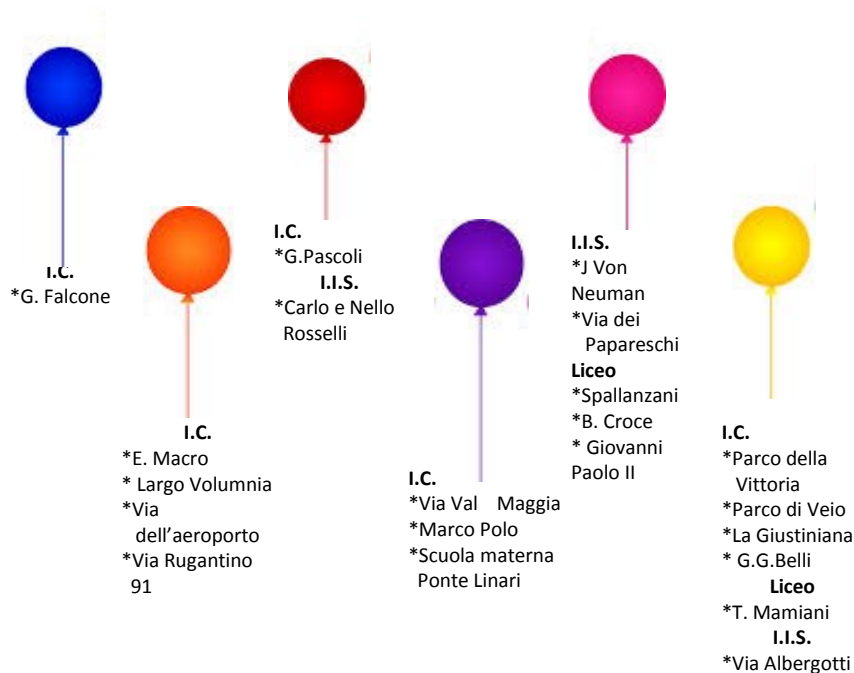 I.C.
*G. Falcone
I.C.
*E. Macro
* Largo Volumnia
*Via
dell’aeroporto
*Via Rugantino
91
I.C.
*G.Pascoli
I.I.S.
*Carlo e Nello
Rosselli
I.C.
*Via Val Maggia
*Marco Polo
*Scuola materna
Ponte Linari
I.I.S.
*J Von
Neuman
*Via dei
Papareschi
Liceo
*Spallanzani
*B. Croce
* Giovanni
Paolo II
I.C.
*Parco della
Vittoria
*Parco di Veio
*La Giustiniana
* G.G.Belli
Liceo
*T. Mamiani
I.I.S.
*Via Albergotti